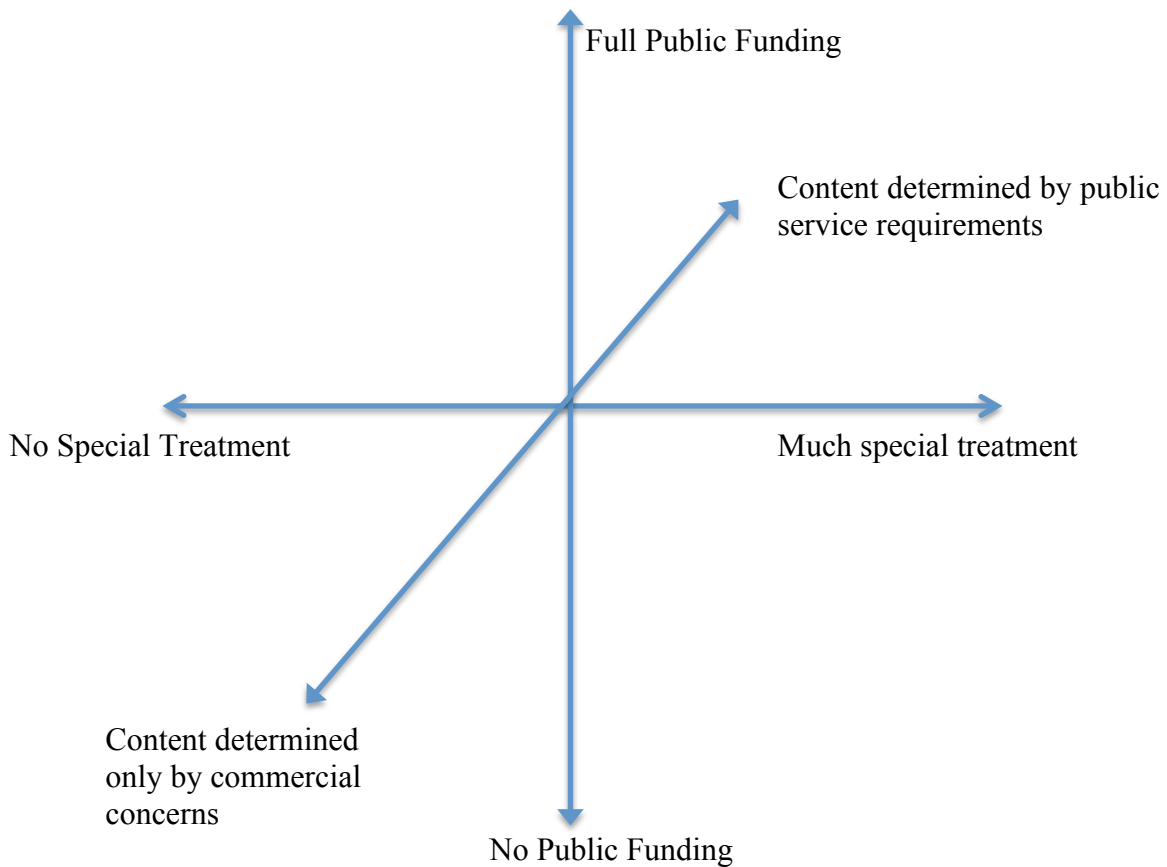 Full Public Funding
Content determined by public
service requirements
No Special Treatment
Much special treatment
Content determined
only by commercial
concerns
No Public Funding